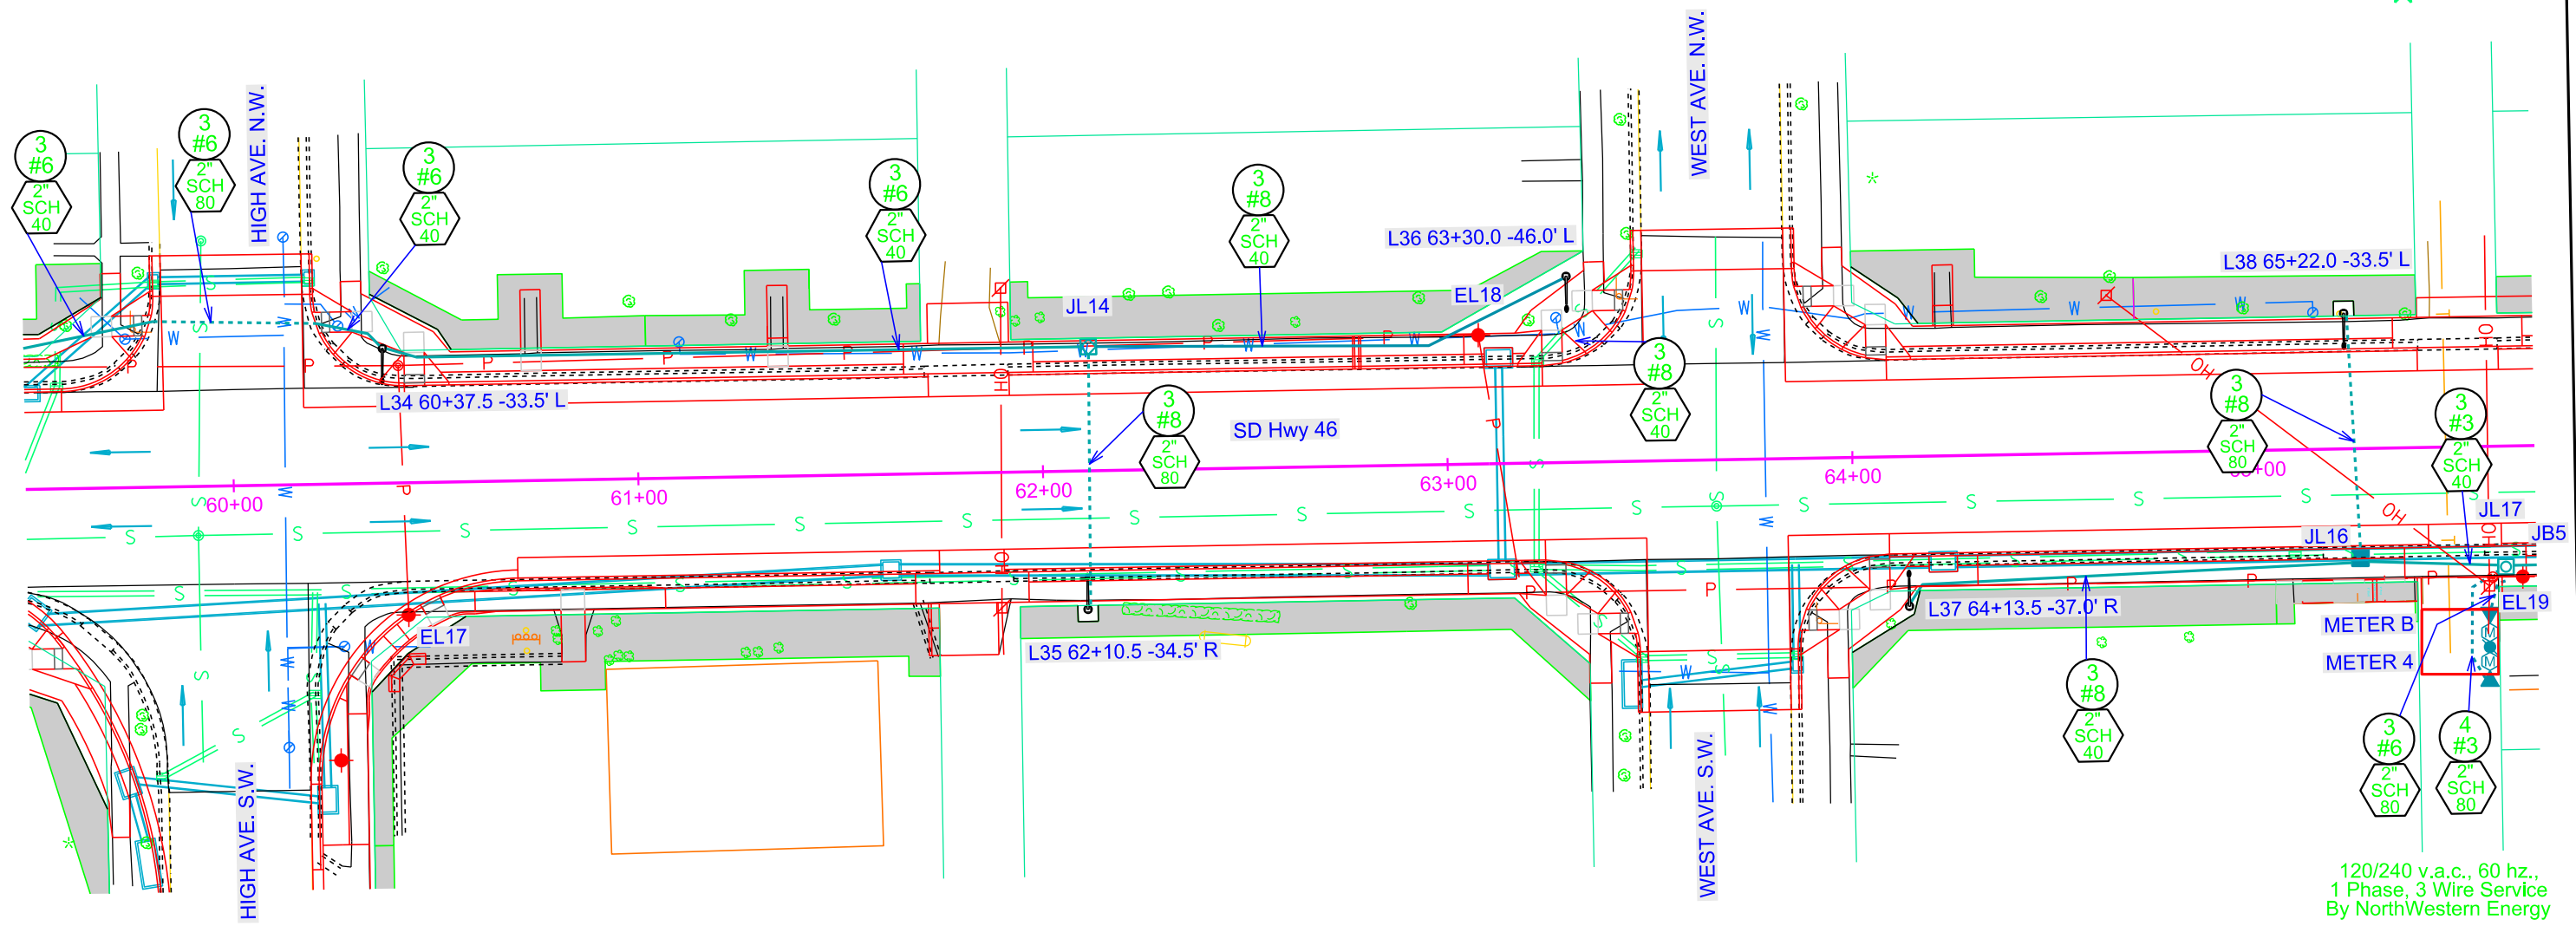 3
#6
2"
SCH
40
3
#6
2"
SCH
80
HIGH AVE. N.W.
3
#6
2"
SCH
40
3
#6
2"
SCH
40
3
#8
2"
SCH
40
L36 63+30.0 -46.0' L
WEST AVE. N.W.
L38 65+22.0 -33.5' L
JL14
EL18
L34 60+37.5 -33.5' L
3
#8
2"
SCH
80
SD Hwy 46
3
#8
2"
SCH
40
3
#8
2"
SCH
80
3
#3
2"
SCH
40
60+00
61+00
62+00
63+00
64+00
+00
OH
OH
OH
OH
OH
OH
P P P P P P P P
W W W W W W W W
S S S S S S S S S S S S S S
T
T
JL17
JL16
JB5
EL17
L35 62+10.5 -34.5' R
L37 64+13.5 -37.0' R
EL19
METER B
METER 4
M
M
3
#8
2"
SCH
40
3
#6
2"
SCH
80
4
#3
2"
SCH
80
HIGH AVE. S.W.
WEST AVE. S.W.
120/240 v.a.c., 60 hz.,
1 Phase, 3 Wire Service
By NorthWestern Energy